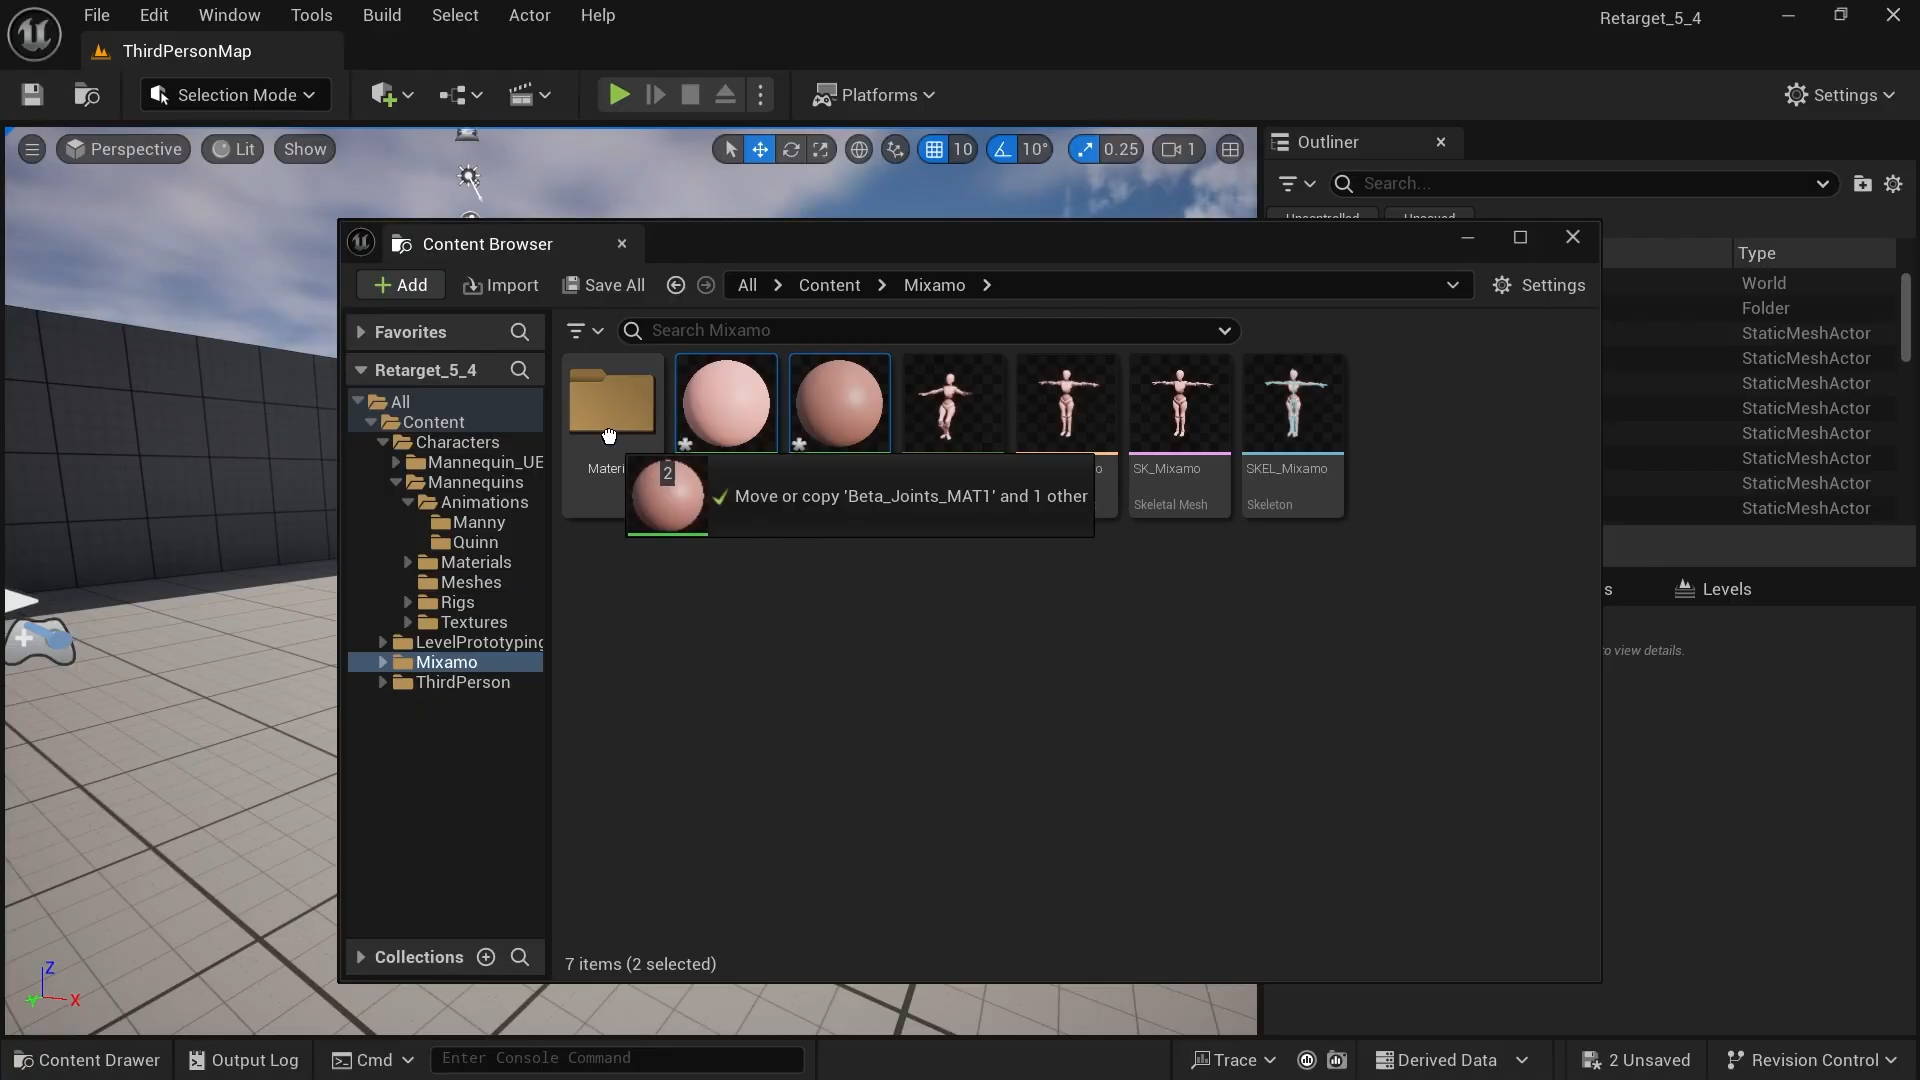 File Edit Window Tools Build Select Actor Help
Retarget_5_4
ThirdPersonMap
Selection Mode
Platforms
Settings
Perspective
Lit
Show
10
10°
0.25
1
Outliner
Search...
Type
World
Folder
StaticMeshActor
StaticMeshActor
StaticMeshActor
StaticMeshActor
StaticMeshActor
StaticMeshActor
StaticMeshActor
StaticMeshActor
s
Levels
to view details.
Content Browser
Add
Import
Save All
All
Content
Mixamo
Settings
Favorites
Search Mixamo
Retarget_5_4
All
Content
Characters
Mannequin_UE
Mannequins
Animations
Manny
Quinn
Materials
Meshes
Rigs
Textures
LevelPrototyping
Mixamo
ThirdPerson
Materi
2
Move or copy 'Beta_Joints_MAT1' and 1 other
o
SK_Mixamo
Skeletal Mesh
SKEL_Mixamo
Skeleton
Collections
7 items (2 selected)
Z
Y
X
Content Drawer
Output Log
Cmd
Enter Console Command
Trace
Derived Data
2 Unsaved
Revision Control